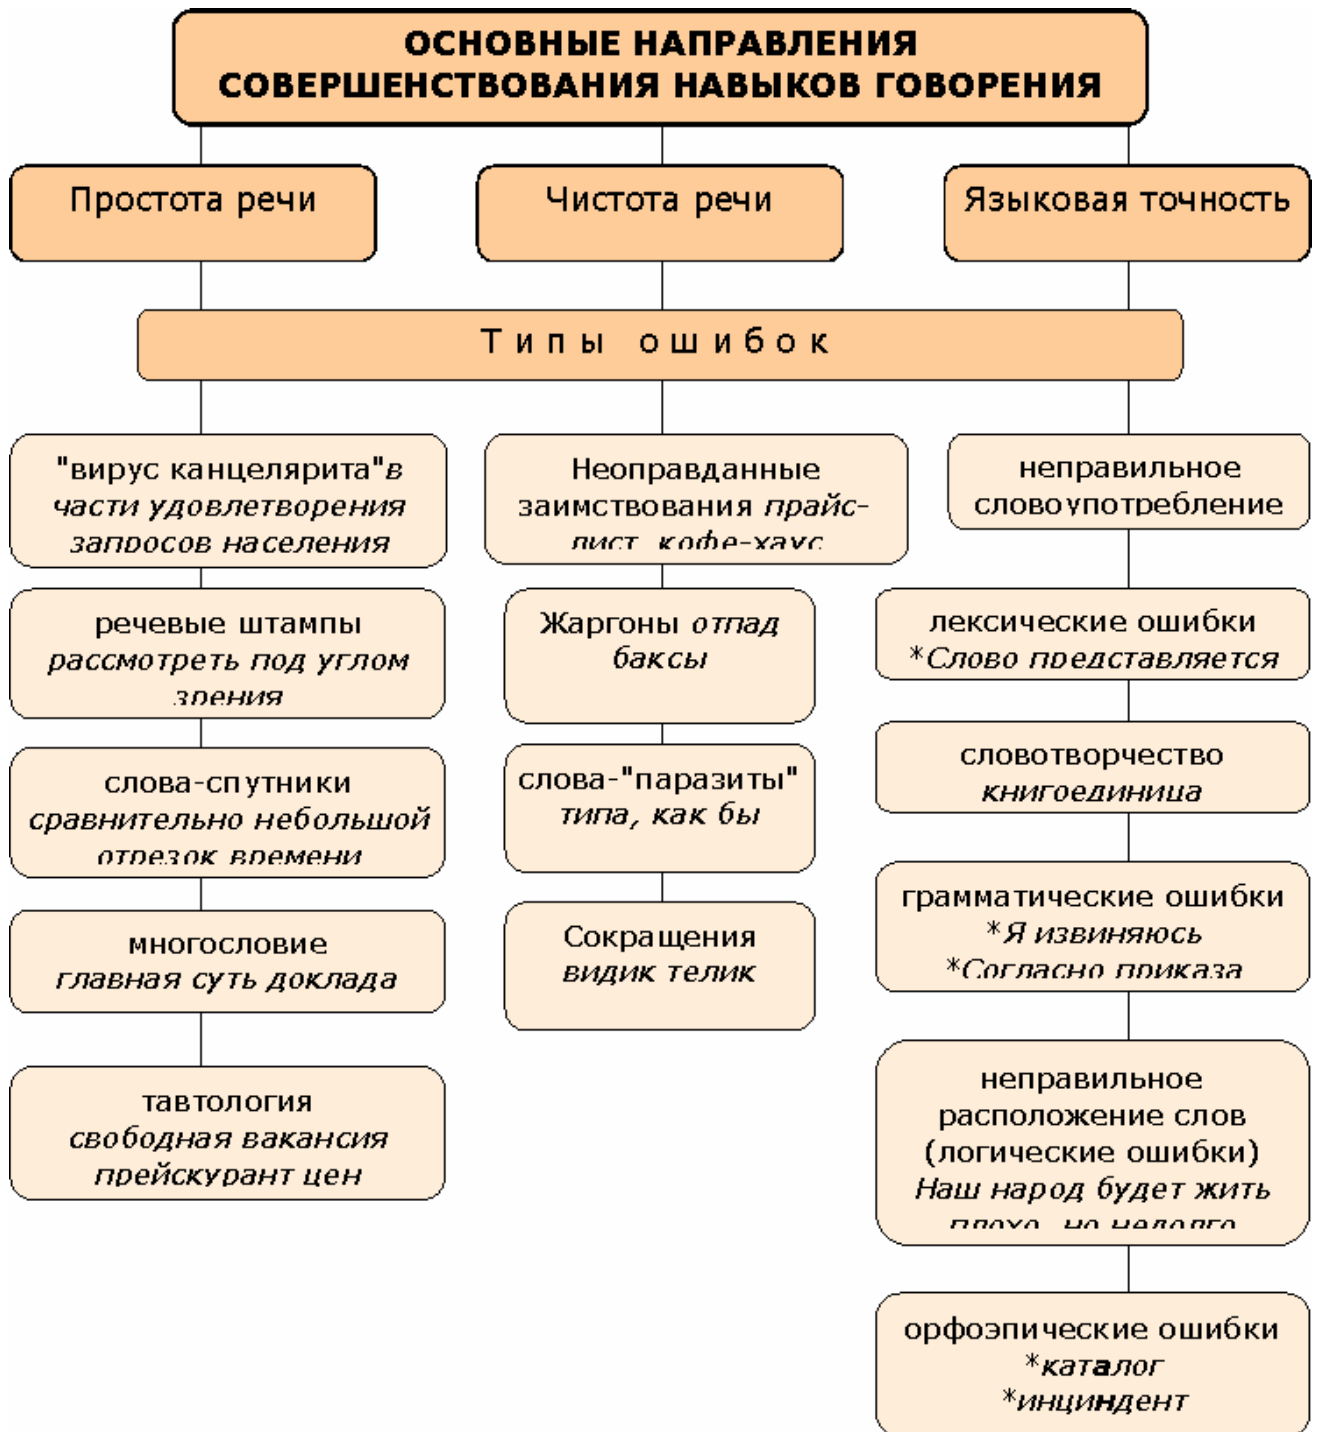 ОСНОВНЫЕ НАПРАВЛЕНИЯ
СОВЕРШЕНСТВОВАНИЯ НАВЫКОВ ГОВОРЕНИЯ
Простота речи
Чистота речи
Языковая точность
Типы ошибок
"вирус канцелярита"в
части удовлетворения
запросов населения
речевые штампы
рассмотреть под углом
зрения
слова-спутники
сравнительно небольшой
отрезок времени
многословие
главная суть доклада
тавтология
свободная вакансия
прейскурант цен
Неоправданные
заимствования прайс-
лист, кофе-хаус
Жаргоны отпад
баксы
слова-"паразиты"
типа, как бы
Сокращения
видик телик
неправильное
словоупотребление
лексические ошибки
*Слово представляется
словотворчество
книгоединица
грамматические ошибки
*Я извиняюсь
*Согласно приказа
неправильное
расположение слов
(логические ошибки)
Наш народ будет жить
плохо, но недолго
орфоэпические ошибки
*каталог
*инциндент